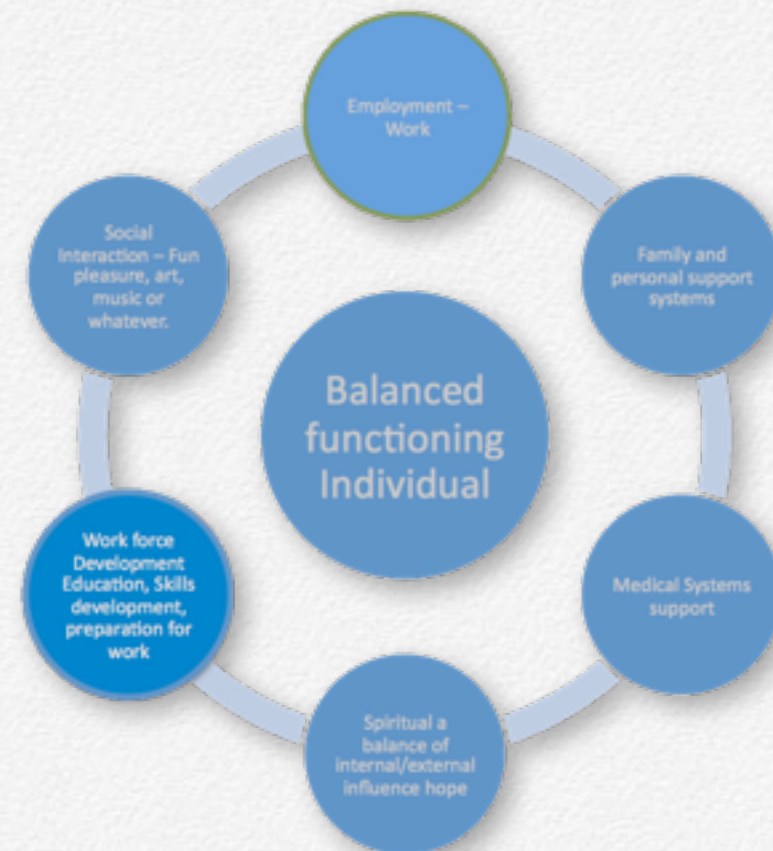 Employment –
Work
Family and
personal support
systems
Medical Systems
support
Spiritual a
balance of
internal/external
influence hope
Work force
Development
Education, Skills
development,
preparation for
work
Social
Interaction – Fun
pleasure, art,
music or
whatever.
Balanced
functioning
Individual